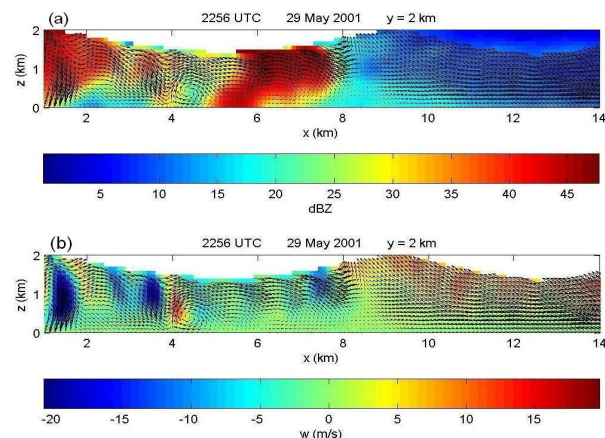 (a) 2256 UTC 29 May 2001 y = 2 km
2
1
0
z (km)
2 4 6 8 10 12 14
x (km)
5 10 15 20 25 30 35 40 45
dBZ
(b) 2256 UTC 29 May 2001 y = 2 km
2
1
0
z (km)
2 4 6 8 10 12 14
x (km)
-20 -15 -10 -5 0 5 10 15
w (m/s)